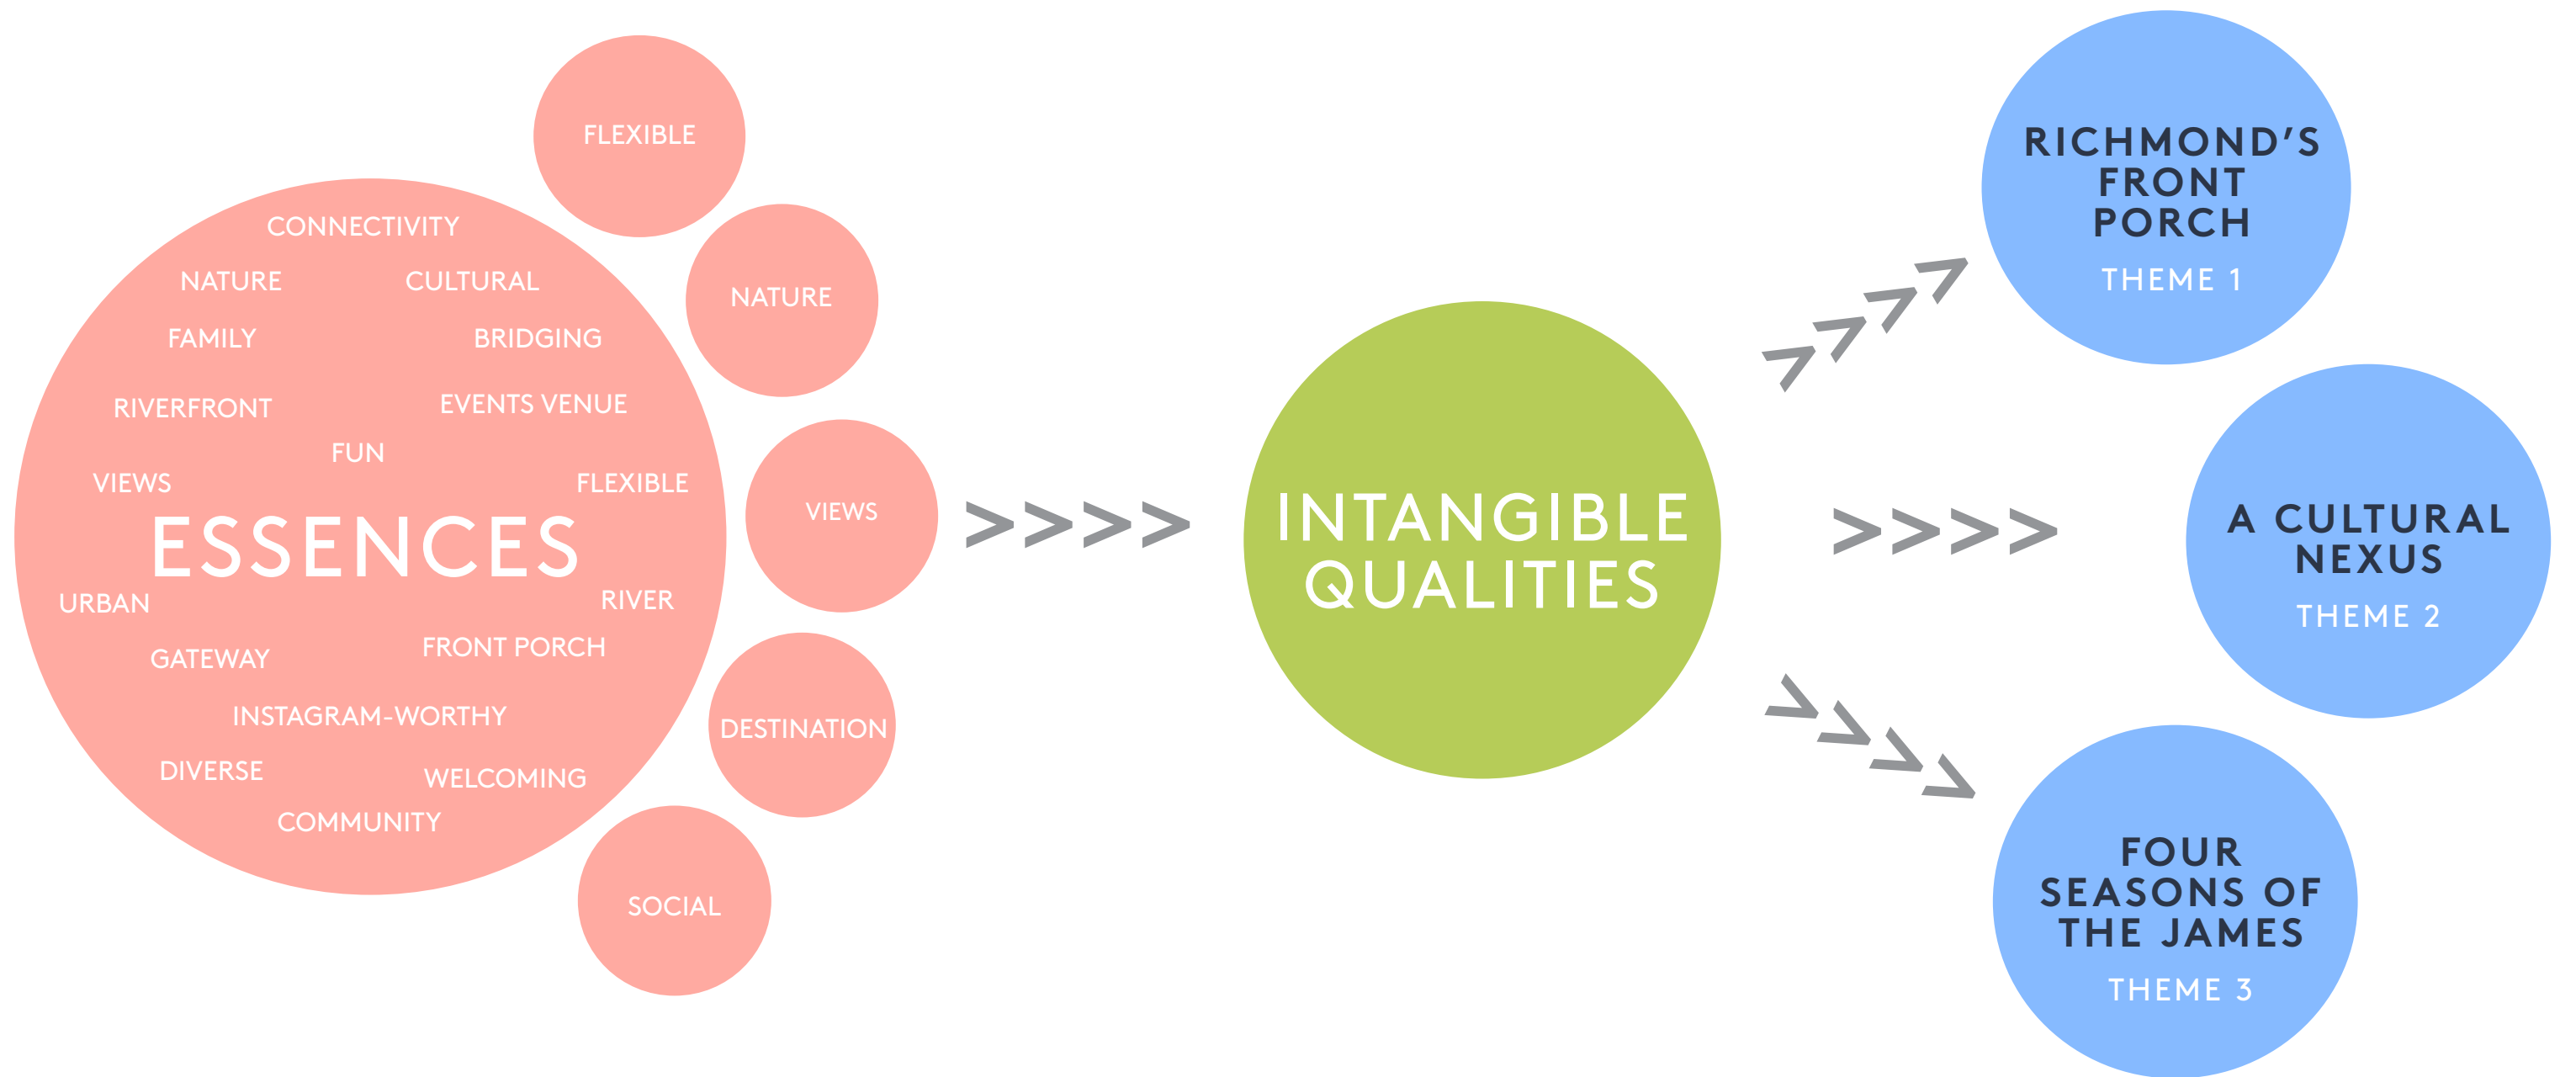 CONNECTIVITY
NATURE
CULTURAL
FAMILY
BRIDGING
RIVERFRONT
EVENTS VENUE
FUN
VIEWS
FLEXIBLE
ESSENCES
URBAN
RIVER
GATEWAY
FRONT PORCH
INSTAGRAM-WORTHY
DIVERSE
WELCOMING
COMMUNITY
FLEXIBLE
NATURE
VIEWS
DESTINATION
SOCIAL
>>>>
INTANGIBLE
QUALITIES
>>>>
RICHMOND’S
FRONT
PORCH
THEME 1
>>>>
A CULTURAL
NEXUS
THEME 2
>>>>
FOUR
SEASONS OF
THE JAMES
THEME 3